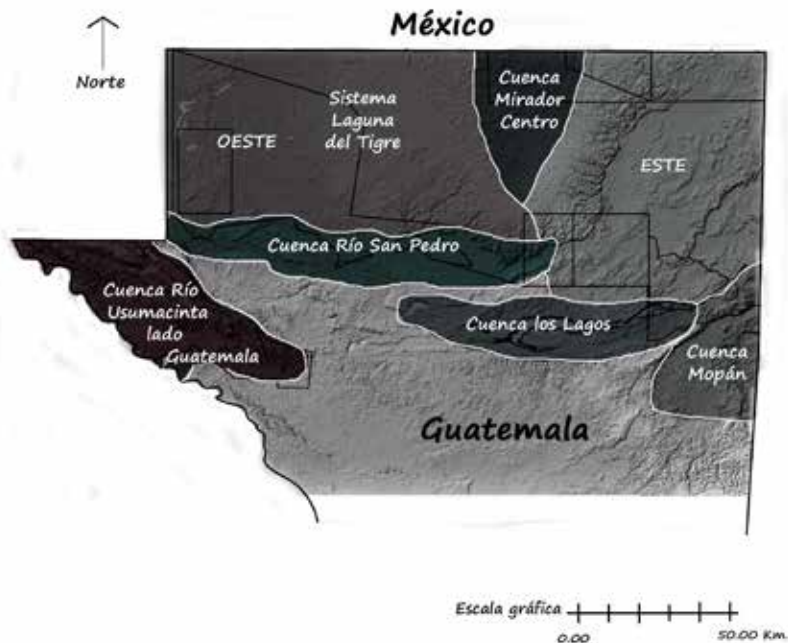 México
Norte
Cuenca
Mirador
Centro
Sistema
Laguna
del Tigre
OESTE
ESTE
Cuenca Río San Pedro
Cuenca Río
Usumacinta
lado
Guatemala
Cuenca los Lagos
Cuenca
Mopán
Guatemala
Escala gráfica
0.00
50.00 Km.